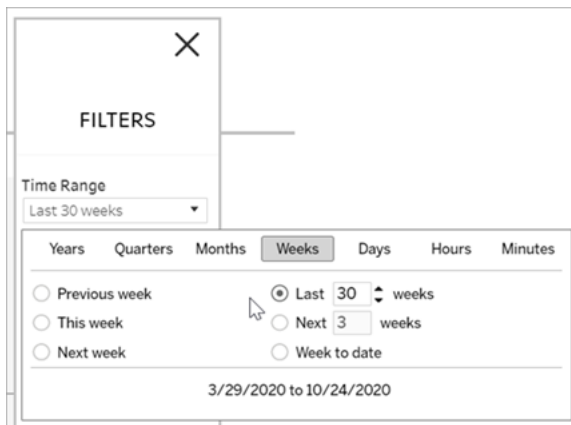 FILTERS
Time Range
Last 30 weeks
Years Quarters Months Weeks Days Hours Minutes
Previous week Last 30 weeks
This week Next 3 weeks
Next week Week to date
3/29/2020 to 10/24/2020